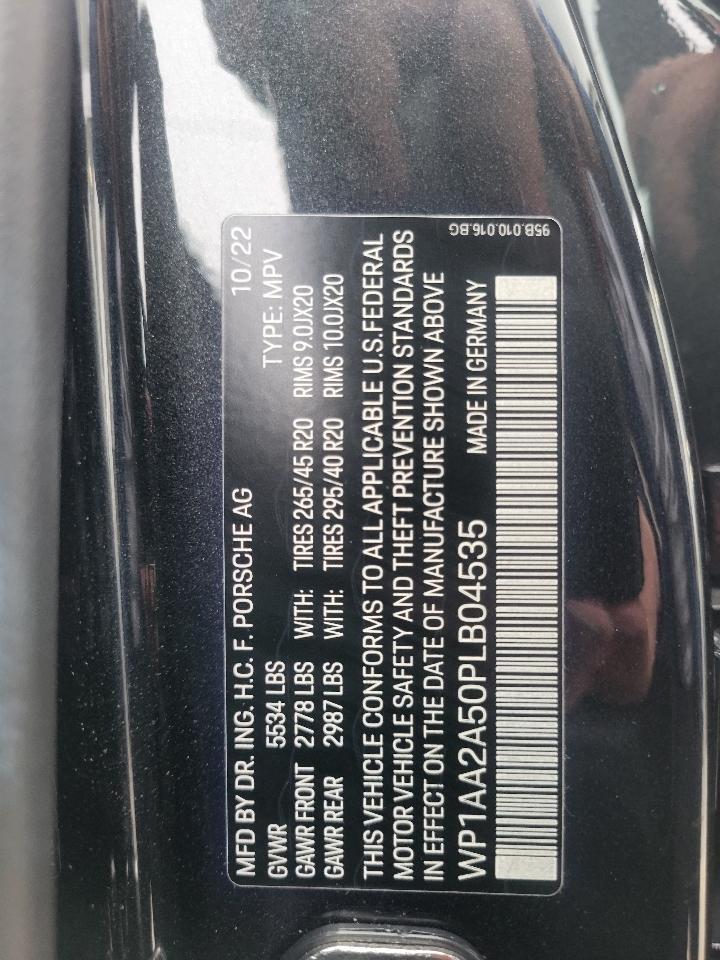 MFD BY DR. ING. H.C. F. PORSCHE AG 10/22
GVWR 5534 LBS TYPE: MPV
GAWR FRONT 2778 LBS WITH: TIRES 265/45 R20 RIMS 9.0JX20
GAWR REAR 2987 LBS WITH: TIRES 295/40 R20 RIMS 10.0JX20
THIS VEHICLE CONFORMS TO ALL APPLICABLE U.S. FEDERAL
MOTOR VEHICLE SAFETY AND THEFT PREVENTION STANDARDS
IN EFFECT ON THE DATE OF MANUFACTURE SHOWN ABOVE
WP1AA2A50PLB04535 MADE IN GERMANY
95B.010.016.BG